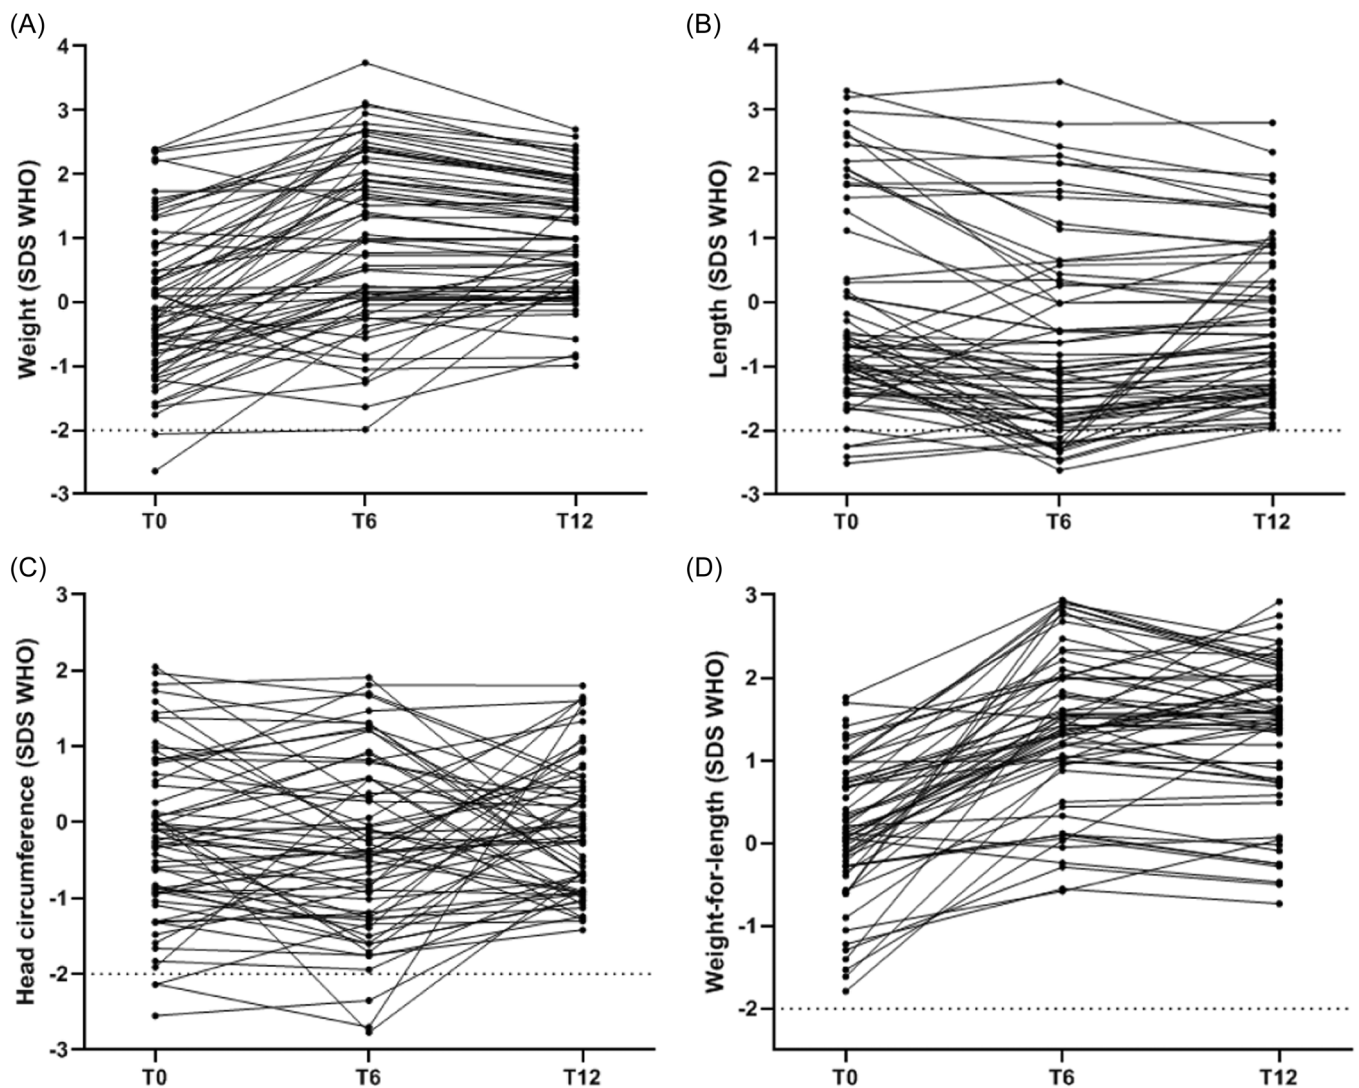 (A)
Weight (SDS WHO)
4
3
2
1
0
-1
-2
-3
T0 T6 T12
(B)
Length (SDS WHO)
4
3
2
1
0
-1
-2
-3
T0 T6 T12
(C)
Head circumference (SDS WHO)
3
2
1
0
-1
-2
-3
T0 T6 T12
(D)
Weight-for-length (SDS WHO)
3
2
1
0
-1
-2
T0 T6 T12